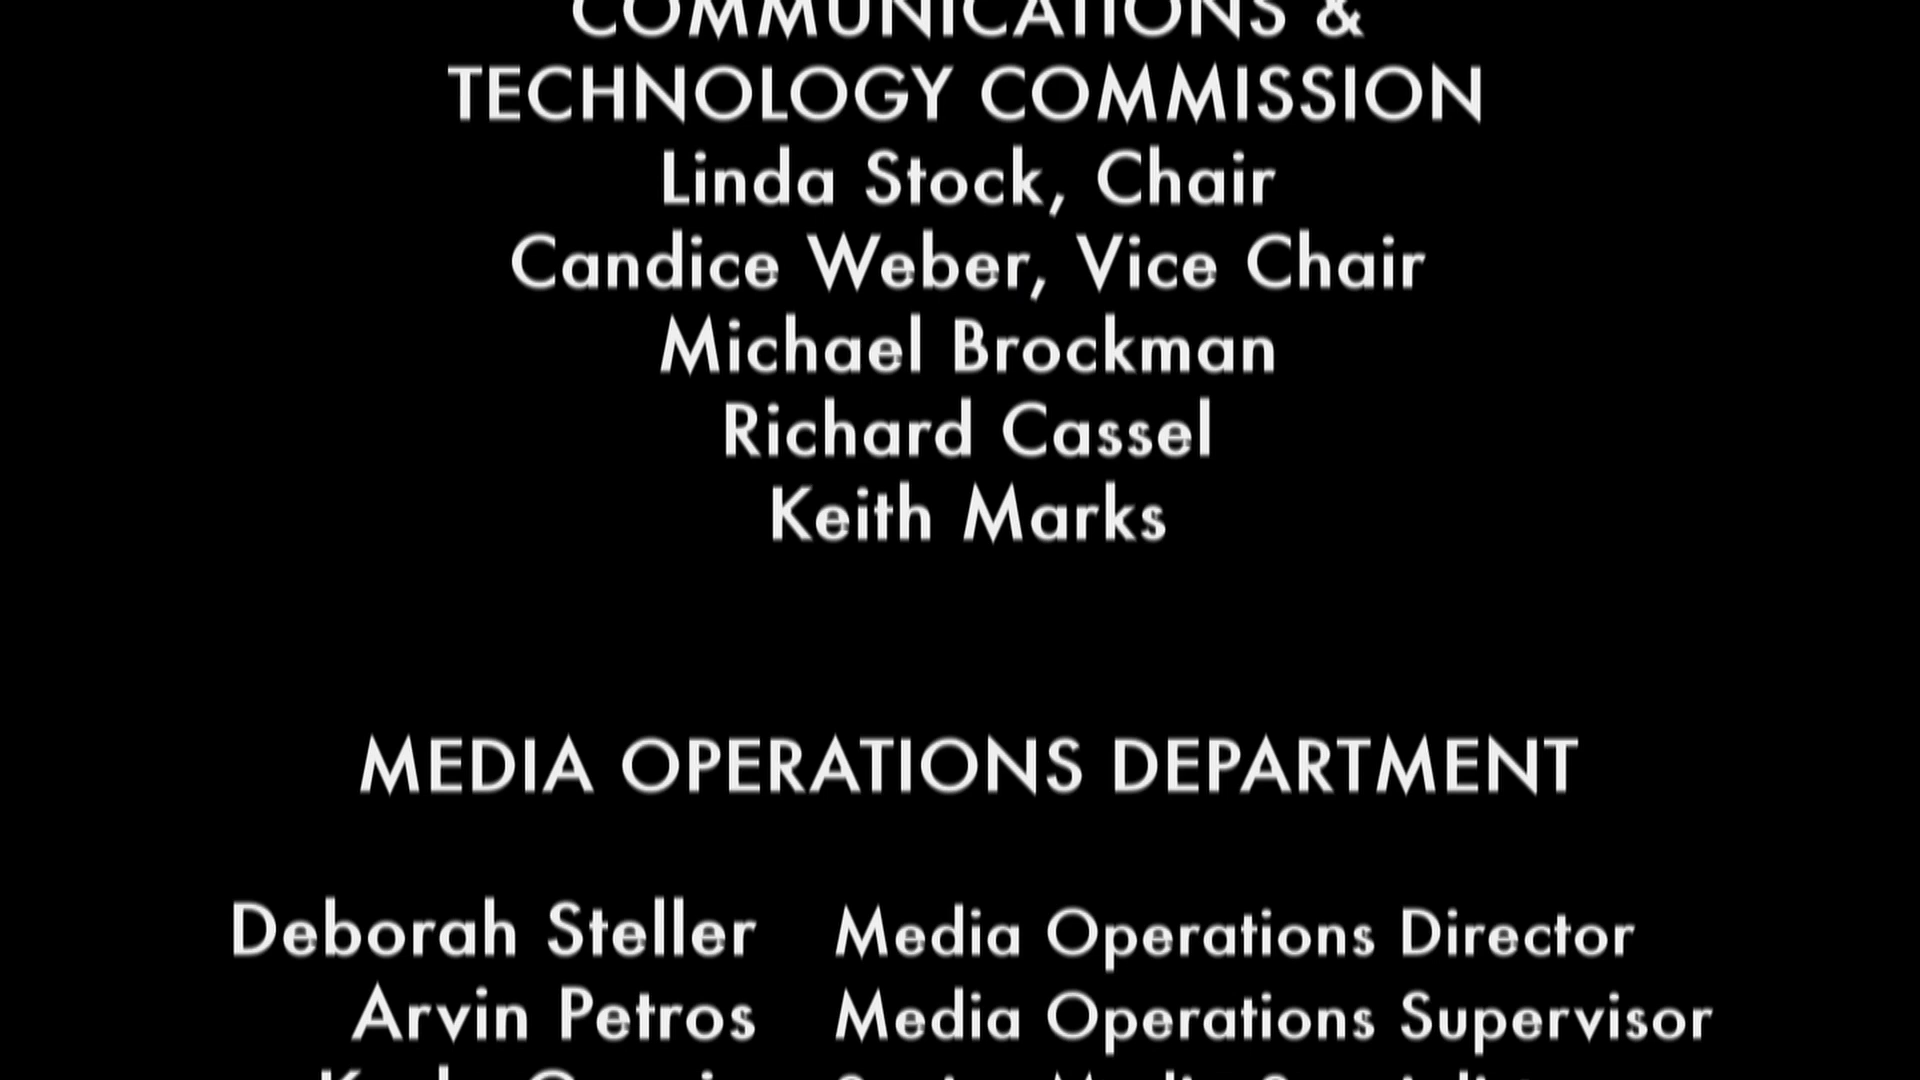 COMMUNICATIONS &
TECHNOLOGY COMMISSION
Linda Stock, Chair
Candice Weber, Vice Chair
Michael Brockman
Richard Cassel
Keith Marks
MEDIA OPERATIONS DEPARTMENT
Deborah Steller Media Operations Director
Arvin Petros Media Operations Supervisor